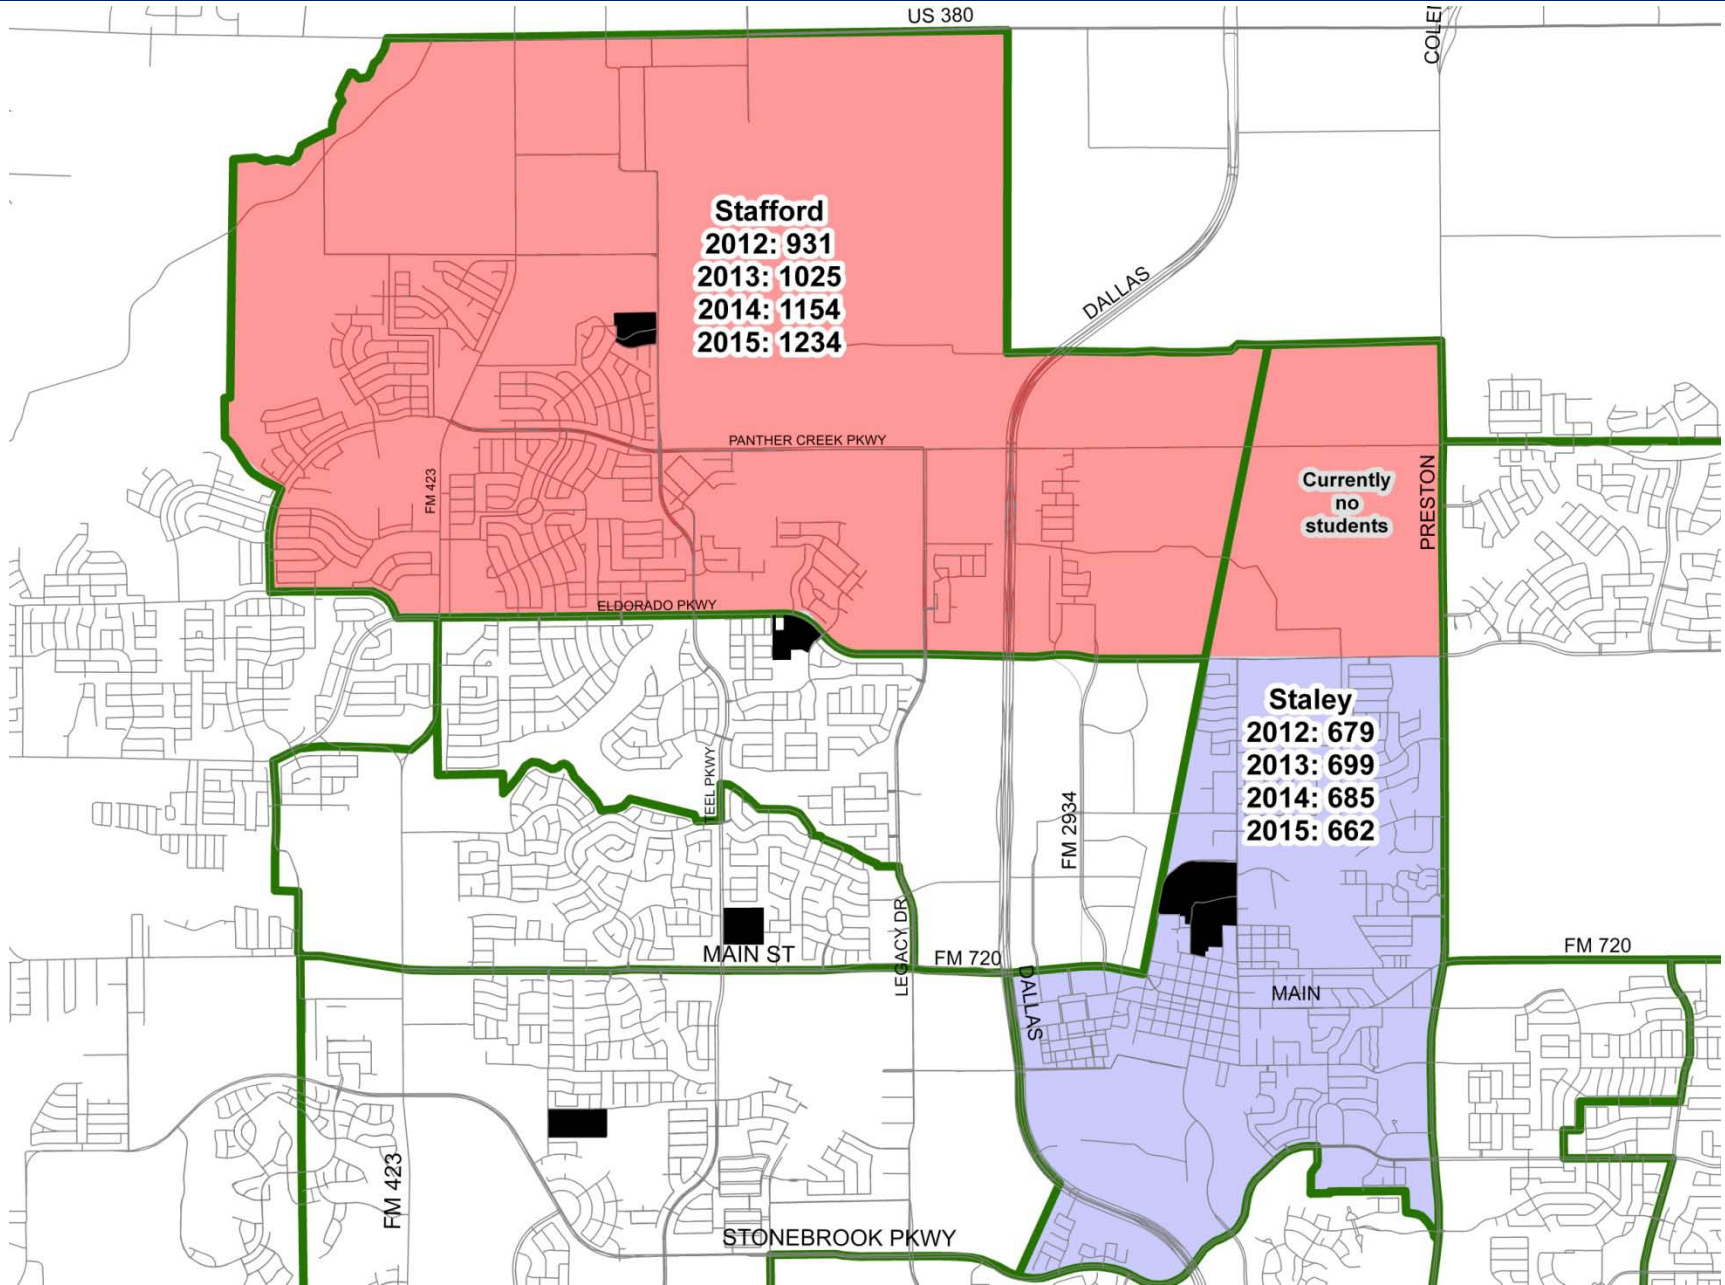 US 380
COLEI
Stafford
2012: 931
2013: 1025
2014: 1154
2015: 1234
DALLAS
PANTHER CREEK PKWY
FM 423
Currently
no
students
PRESTON
ELDORADO PKWY
Staley
2012: 679
2013: 699
2014: 685
2015: 662
TEEL PKWY
FM 2934
LEGACY DR
MAIN ST
FM 720
FM 720
DALLAS
MAIN
FM 423
STONEBROOK PKWY